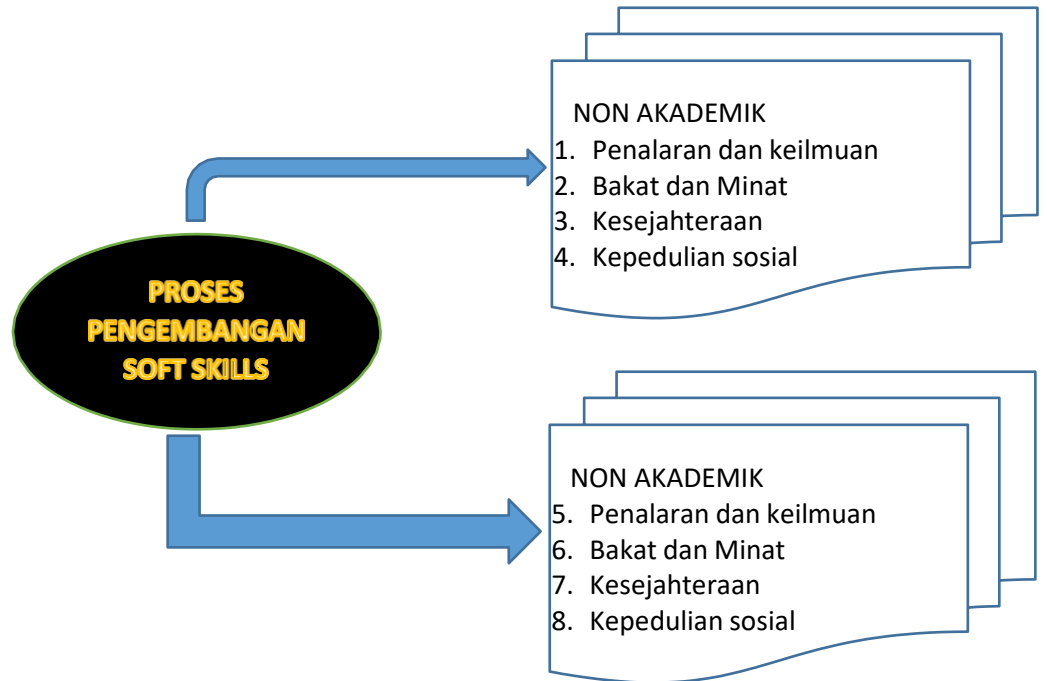 NON AKADEMIK
1. Penalaran dan keilmuan
2. Bakat dan Minat
3. Kesejahteraan
4. Kepedulian sosial
PROSES
PENGEMBANGAN
SOFT SKILLS
NON AKADEMIK
5. Penalaran dan keilmuan
6. Bakat dan Minat
7. Kesejahteraan
8. Kepedulian sosial